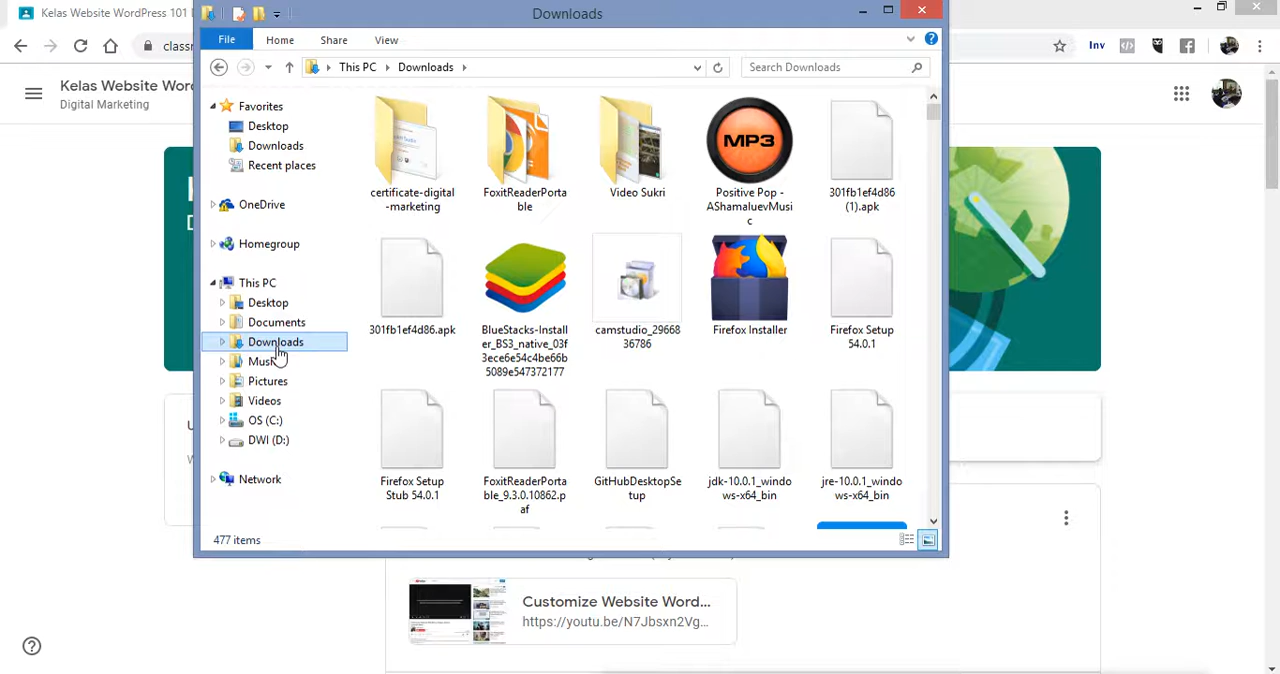 Kelas Website WordPress 101 D
Downloads
File
Home
Share
View
classr
Inv
This PC
Downloads
Search Downloads
Kelas Website Wor
Digital Marketing
Favorites
Desktop
Downloads
Recent places
OneDrive
Homegroup
This PC
Desktop
Documents
Downloads
Music
Pictures
Videos
OS (C:)
DWI (D:)
Network
certificate-digital
-marketing
FoxitReaderPorta
ble
Video Sukri
MP3
Positive Pop -
AShamaluevMusi
c
301fb1ef4d86
(1).apk
301fb1ef4d86.apk
BlueStacks-Install
er_BS3_native_03f
3ece6e54c4be66b
5089e547372177
camstudio_29668
36786
Firefox Installer
Firefox Setup
54.0.1
Firefox Setup
Stub 54.0.1
FoxitReaderPorta
ble_9.3.0.10862.p
af
GitHubDesktopSe
tup
jdk-10.0.1_windo
ws-x64_bin
jre-10.0.1_windo
ws-x64_bin
477 items
Customize Website Word...
https://youtu.be/N7Jbsxn2Vg...